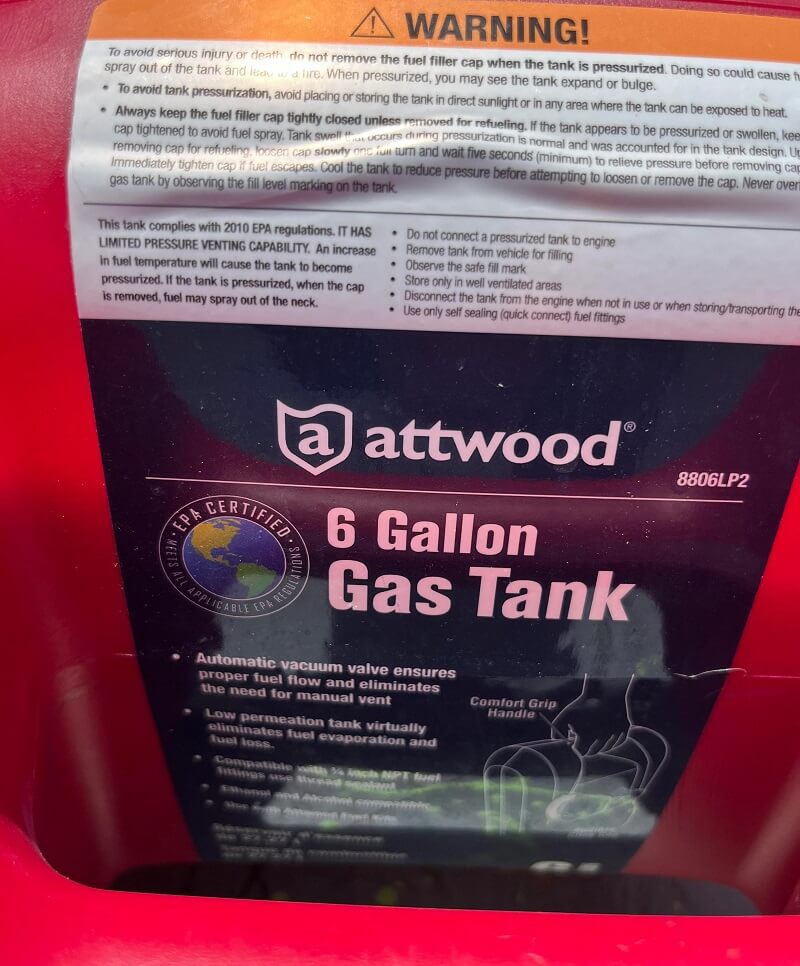 WARNING!
To avoid serious injury or death, do not remove the fuel filler cap when the tank is pressurized. Doing so could cause
spray out of the tank and lead to a fire. When pressurized, you may see the tank expand or bulge.
• To avoid tank pressurization, avoid placing or storing the tank in direct sunlight or in any area where the tank can be exposed to heat.
• Always keep the fuel filler cap tightly closed unless removed for refueling. If the tank appears to be pressurized or swollen,
cap tightened to avoid fuel spray. Tank swell that occurs during pressurization is normal and was accounted for in the tank design.
removing cap for refueling, loosen cap slowly one full turn and wait five seconds (minimum) to relieve pressure before removing
Immediately tighten cap if fuel escapes. Cool the tank to reduce pressure before attempting to loosen or remove the cap. Never
gas tank by observing the fill level marking on the tank.
This tank complies with 2010 EPA regulations. IT HAS
LIMITED PRESSURE VENTING CAPABILITY. An increase
in fuel temperature will cause the tank to become
pressurized. If the tank is pressurized, when the cap
is removed, fuel may spray out of the neck.
• Do not connect a pressurized tank to engine
• Remove tank from vehicle for filling
• Observe the safe fill mark
• Store only in well ventilated areas
• Disconnect the tank from the engine when not in use or when storing/transporting
• Use only self sealing (quick connect) fuel fittings
a attwood®
8806LP2
EPA CERTIFIED
MEETS ALL APPLICABLE EPA REGULATIONS
6 Gallon
Gas Tank
• Automatic vacuum valve ensures
proper fuel flow and eliminates
the need for manual vent
• Low permeation tank virtually
eliminates fuel evaporation and
fuel loss.
• Compatible with ¼ inch NPT fuel
fittings use thread sealant
• Ethanol and Alcohol compatible
Comfort Grip
Handle